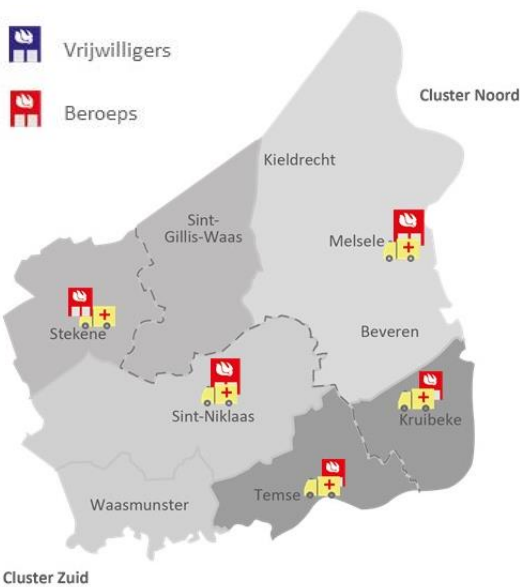 Vrijwilligers
Cluster Noord
Beroeps
Kieldrecht
Sint-
Gillis-Waas
Melsele
Stekene
Beveren
Sint-Niklaas
Kruibeke
Temse
Waasmunster
Cluster Zuid